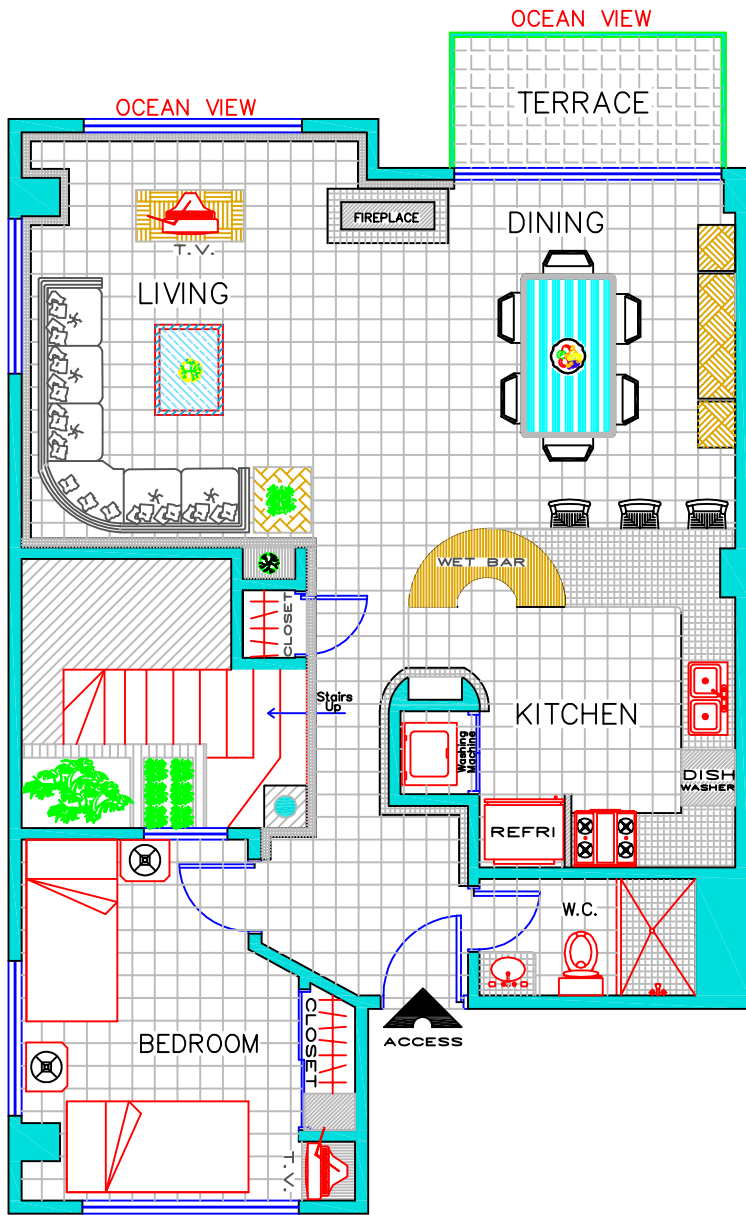 OCEAN VIEW
TERRACE
OCEAN VIEW
FIREPLACE
DINING
T.V.
LIVING
WET BAR
CLOSET
Stairs
Up
KITCHEN
Washing
Machine
DISH
WASHER
REFRI
W.C.
CLOSET
BEDROOM
ACCESS
T.V.